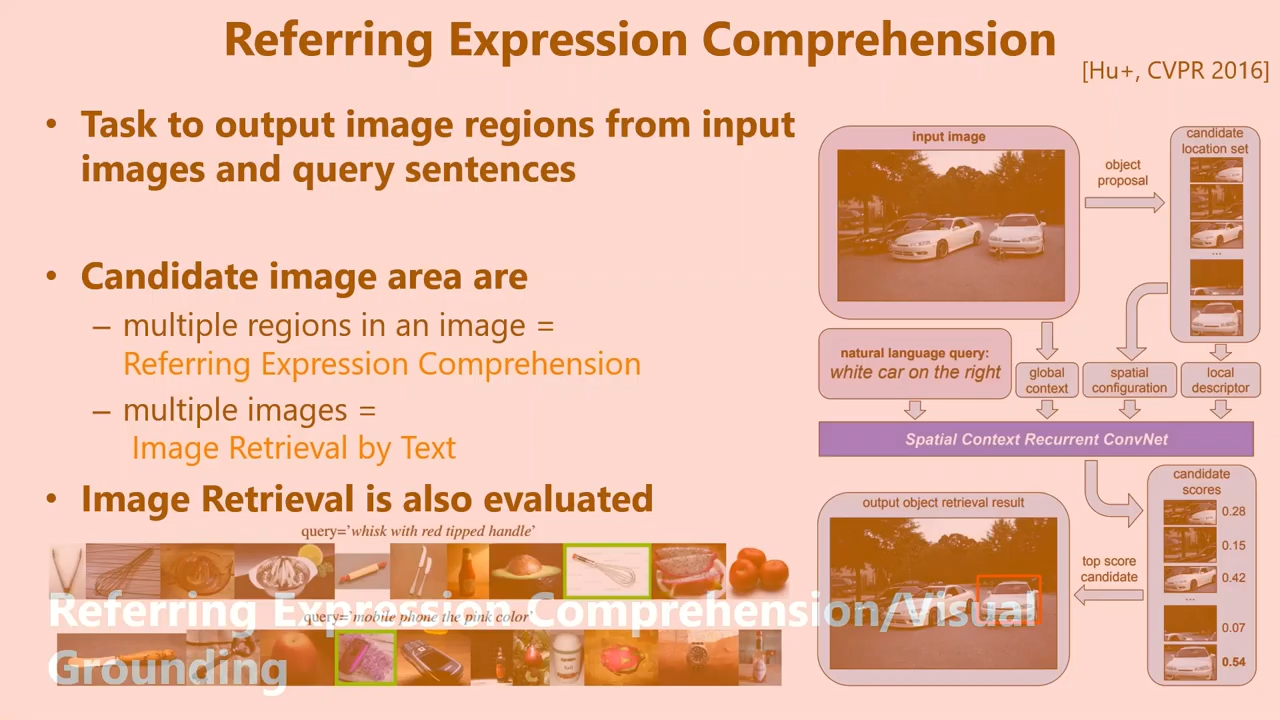 Referring Expression Comprehension
[Hu+, CVPR 2016]
• Task to output image regions from input
images and query sentences
• Candidate image area are
– multiple regions in an image =
Referring Expression Comprehension
– multiple images =
Image Retrieval by Text
• Image Retrieval is also evaluated
query='whisk with red tipped handle'
query='mobile phone the pink color'
Referring Expression Comprehension/Visual
Grounding
input image
object
proposal
candidate
location set
...
natural language query:
white car on the right
global
context
spatial
configuration
local
descriptor
Spatial Context Recurrent ConvNet
output object retrieval result
top score
candidate
candidate
scores
0.28
0.15
0.42
...
0.07
0.54